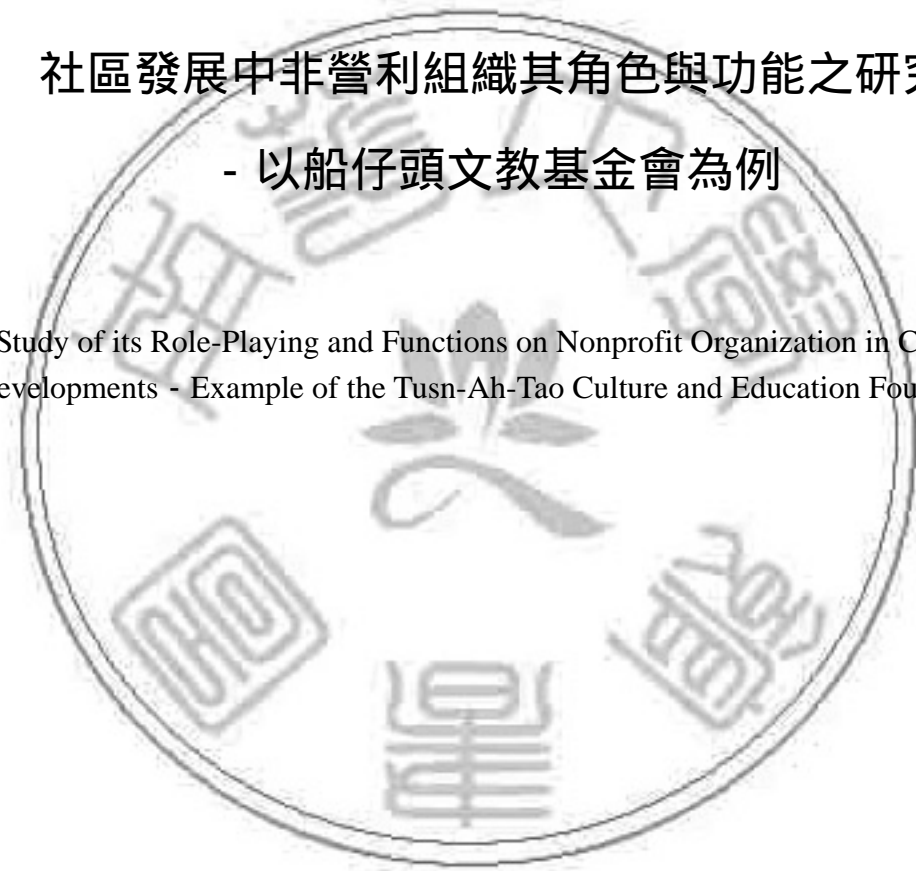 社區發展中非營利組織其角色與功能之研究
- 以船仔頭文教基金會為例
Study of its Role-Playing and Functions on Nonprofit Organization in C
evelopments - Example of the Tusn-Ah-Tao Culture and Education Fou